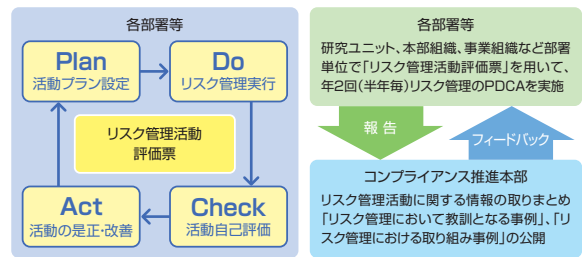 各部署等
Plan
活動プラン設定
Do
リスク管理実行
リスク管理活動
評価票
Act
活動の是正・改善
Check
活動自己評価
各部署等
研究ユニット、本部組織、事業組織など部署
単位で「リスク管理活動評価票」を用いて、
年2回(半年毎)リスク管理のPDCAを実施
報告
フィードバック
コンプライアンス推進本部
リスク管理活動に関する情報の取りまとめ
「リスク管理において教訓となる事例」、「リ
スク管理における取り組み事例」の公開